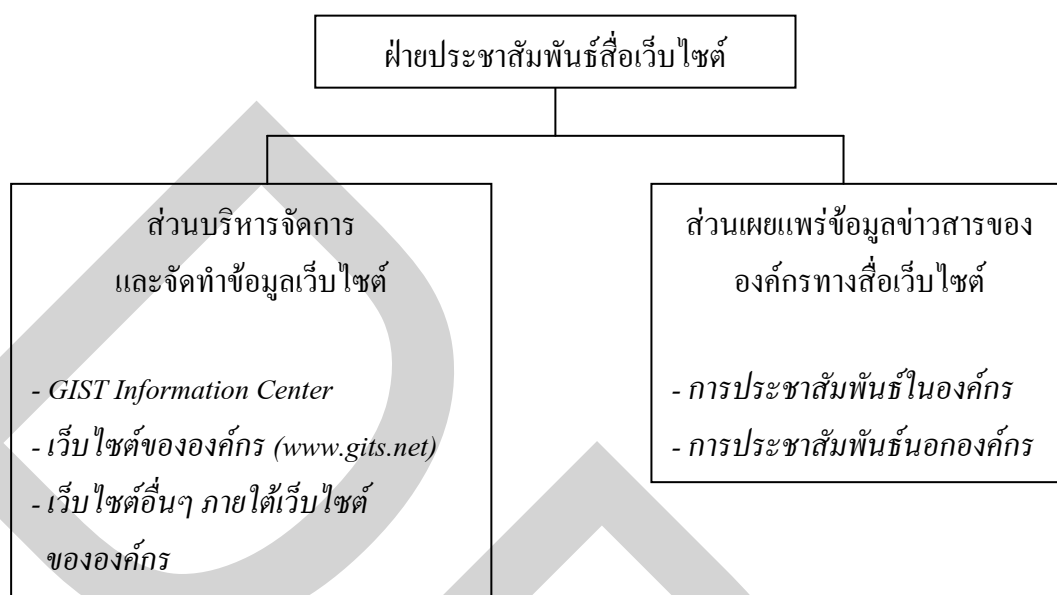 ฝ่ายประชาสัมพันธ์สื่อเว็บไซต์
ส่วนบริหารจัดการ
และจัดทำข้อมูลเว็บไซต์
- GIST Information Center
- เว็บไซต์ขององค์กร (www.gits.net)
- เว็บไซต์อื่นๆ ภายใต้เว็บไซต์
ขององค์กร
ส่วนเผยแพร่ข้อมูลข่าวสารของ
องค์กรทางสื่อเว็บไซต์
- การประชาสัมพันธ์ในองค์กร
- การประชาสัมพันธ์นอกองค์กร